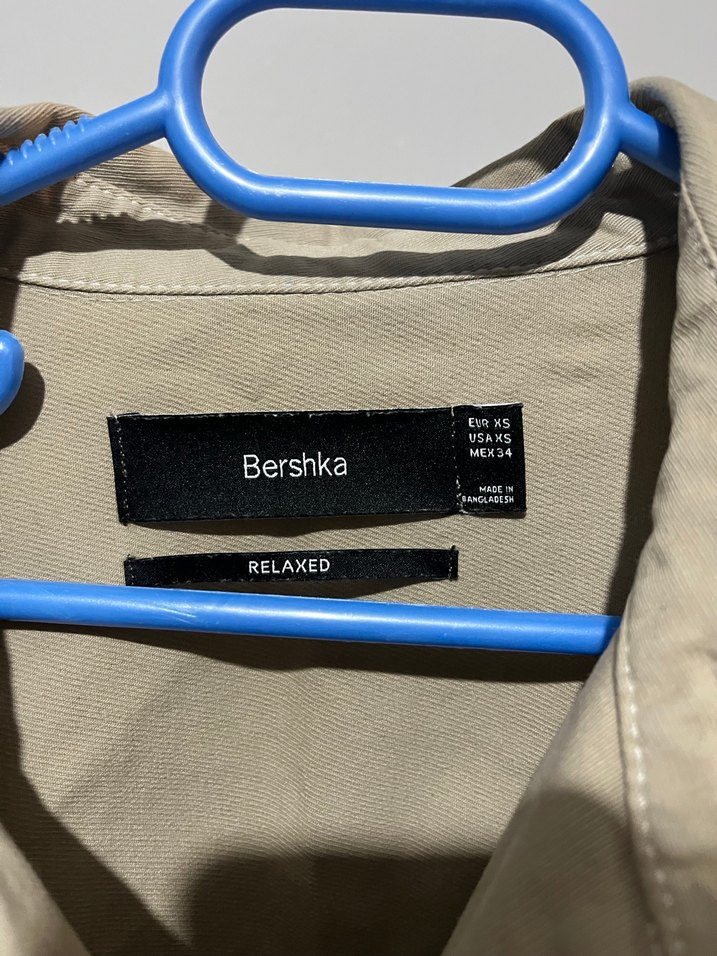 Bershka
EUR XS
USA XS
MEX 34
MADE IN
BANGLADESH
RELAXED